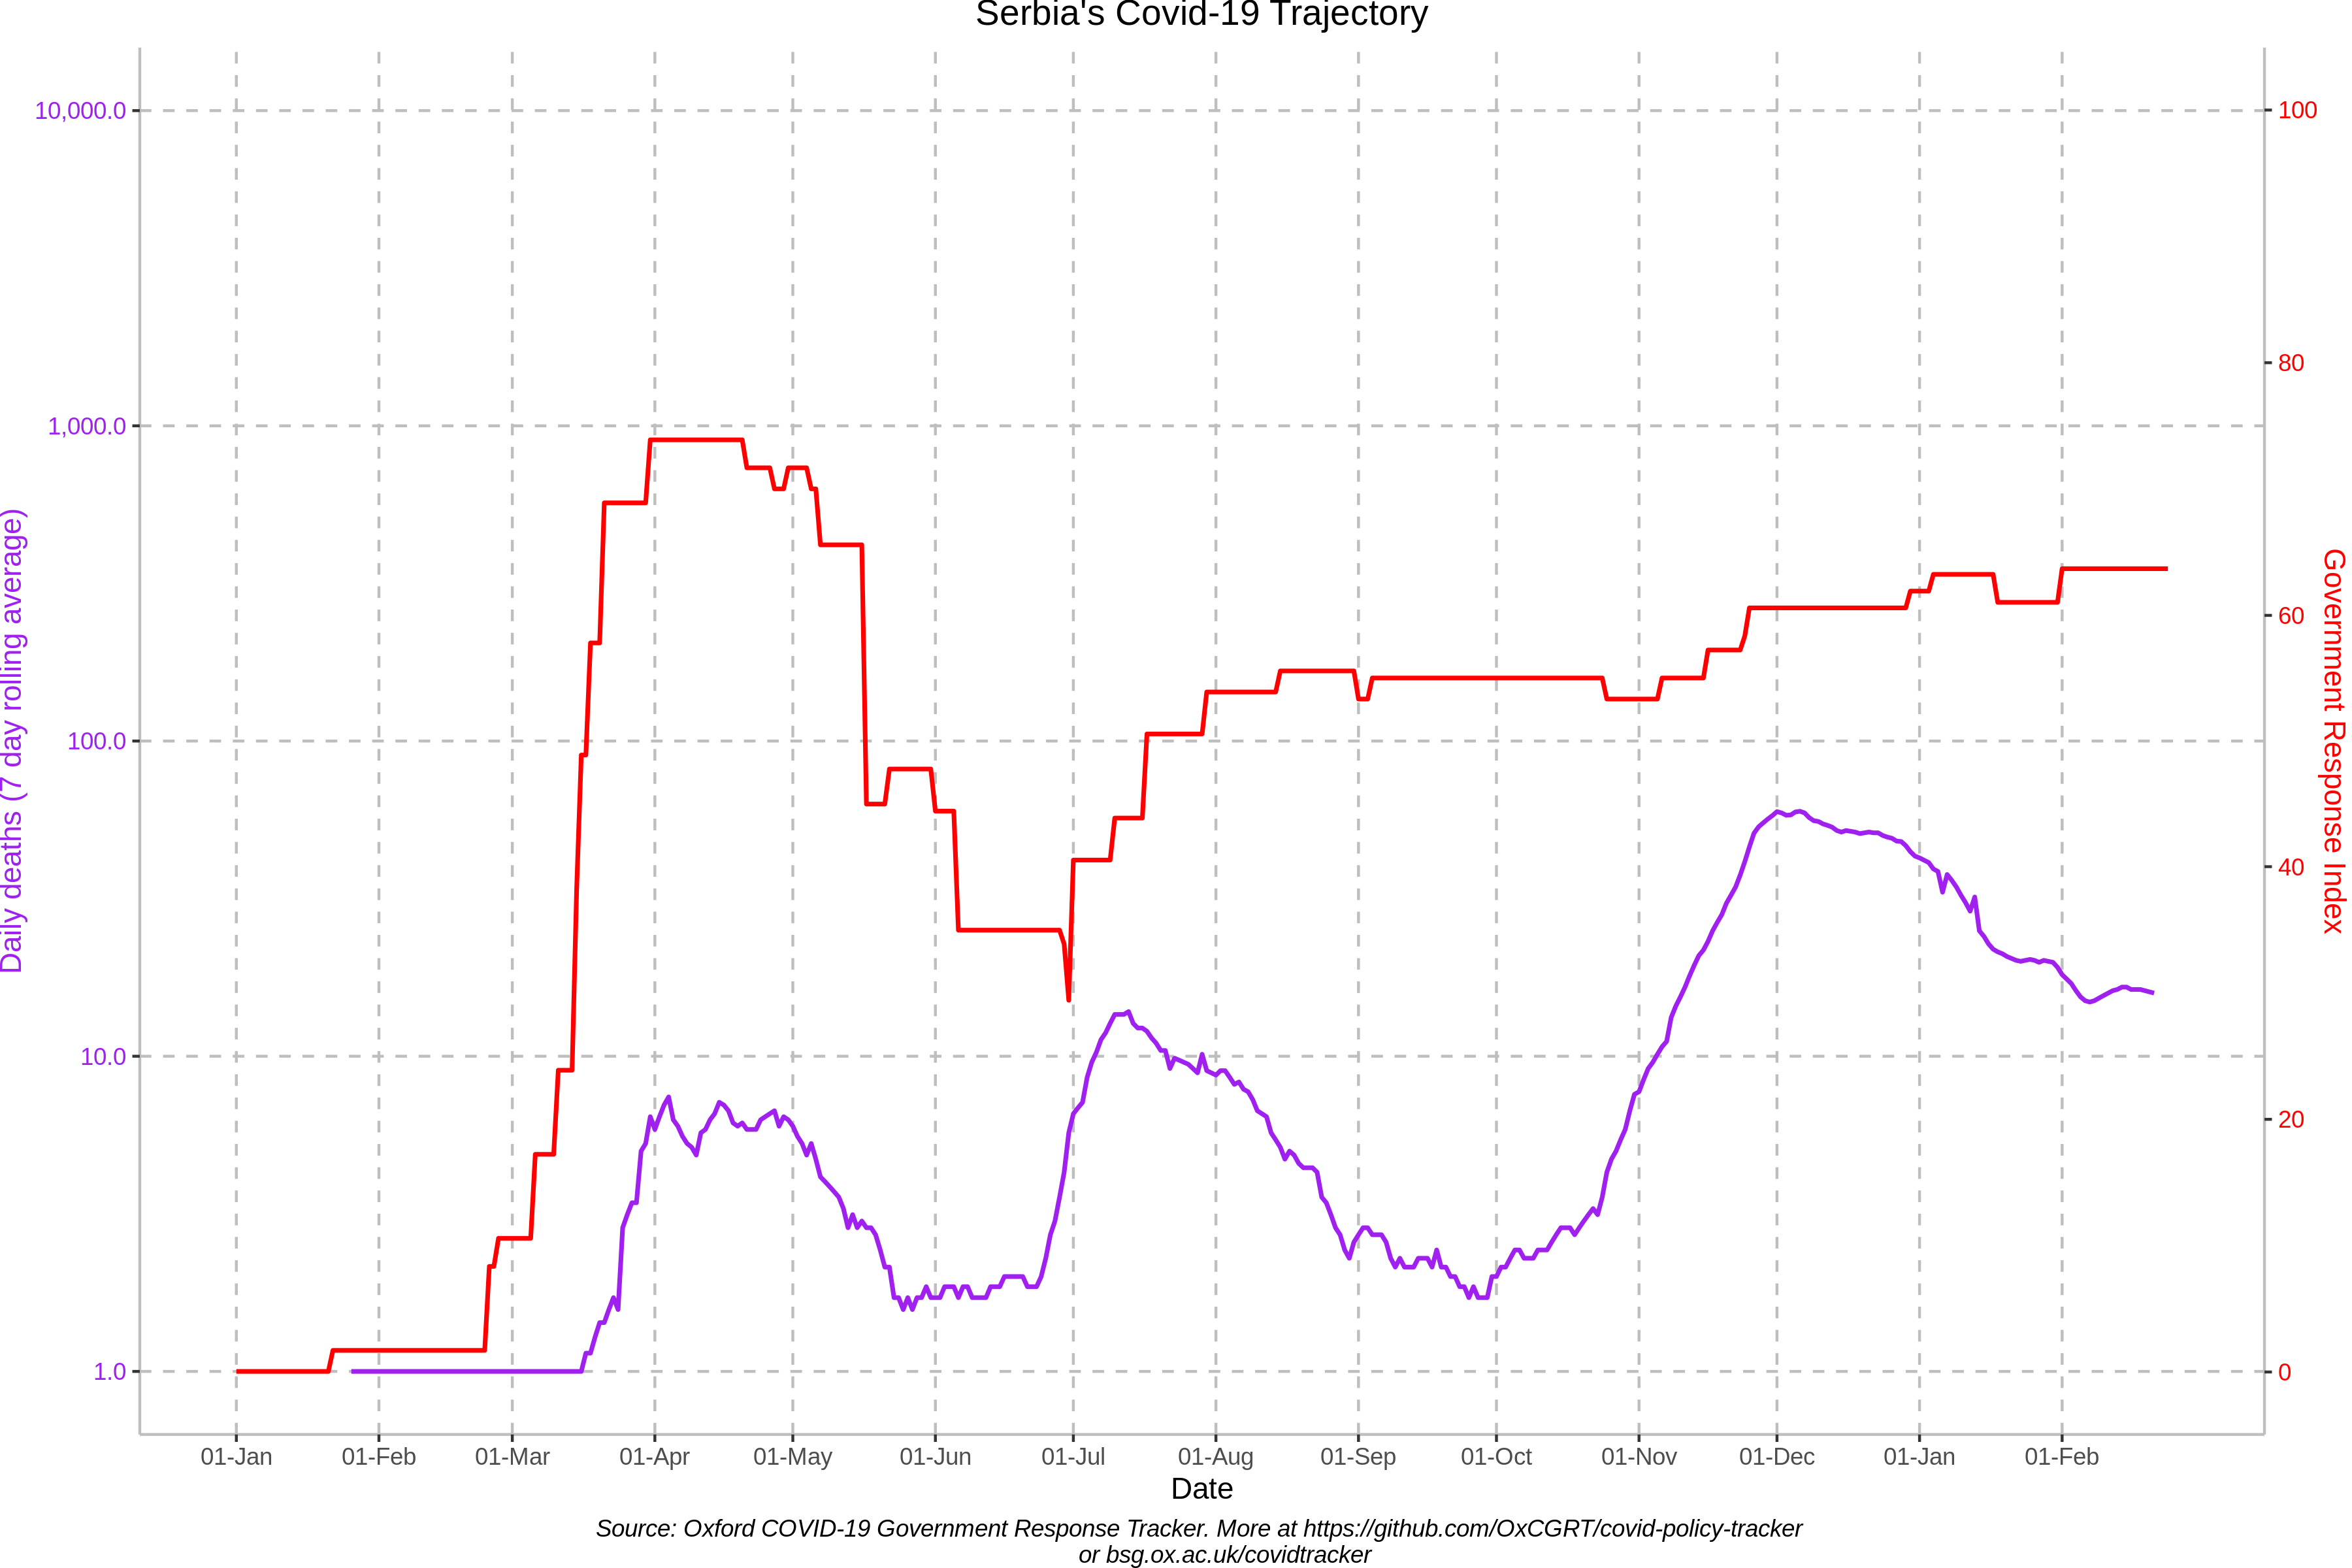 Serbia's Covid-19 Trajectory
Daily deaths (7 day rolling average)
10,000.0
1,000.0
100.0
10.0
1.0
100
80
60
40
20
0
Government Response Index
01-Jan 01-Feb 01-Mar 01-Apr 01-May 01-Jun 01-Jul 01-Aug 01-Sep 01-Oct 01-Nov 01-Dec 01-Jan 01-Feb
Date
Source: Oxford COVID-19 Government Response Tracker. More at https://github.com/OxCGRT/covid-policy-tracker
or bsg.ox.ac.uk/covidtracker